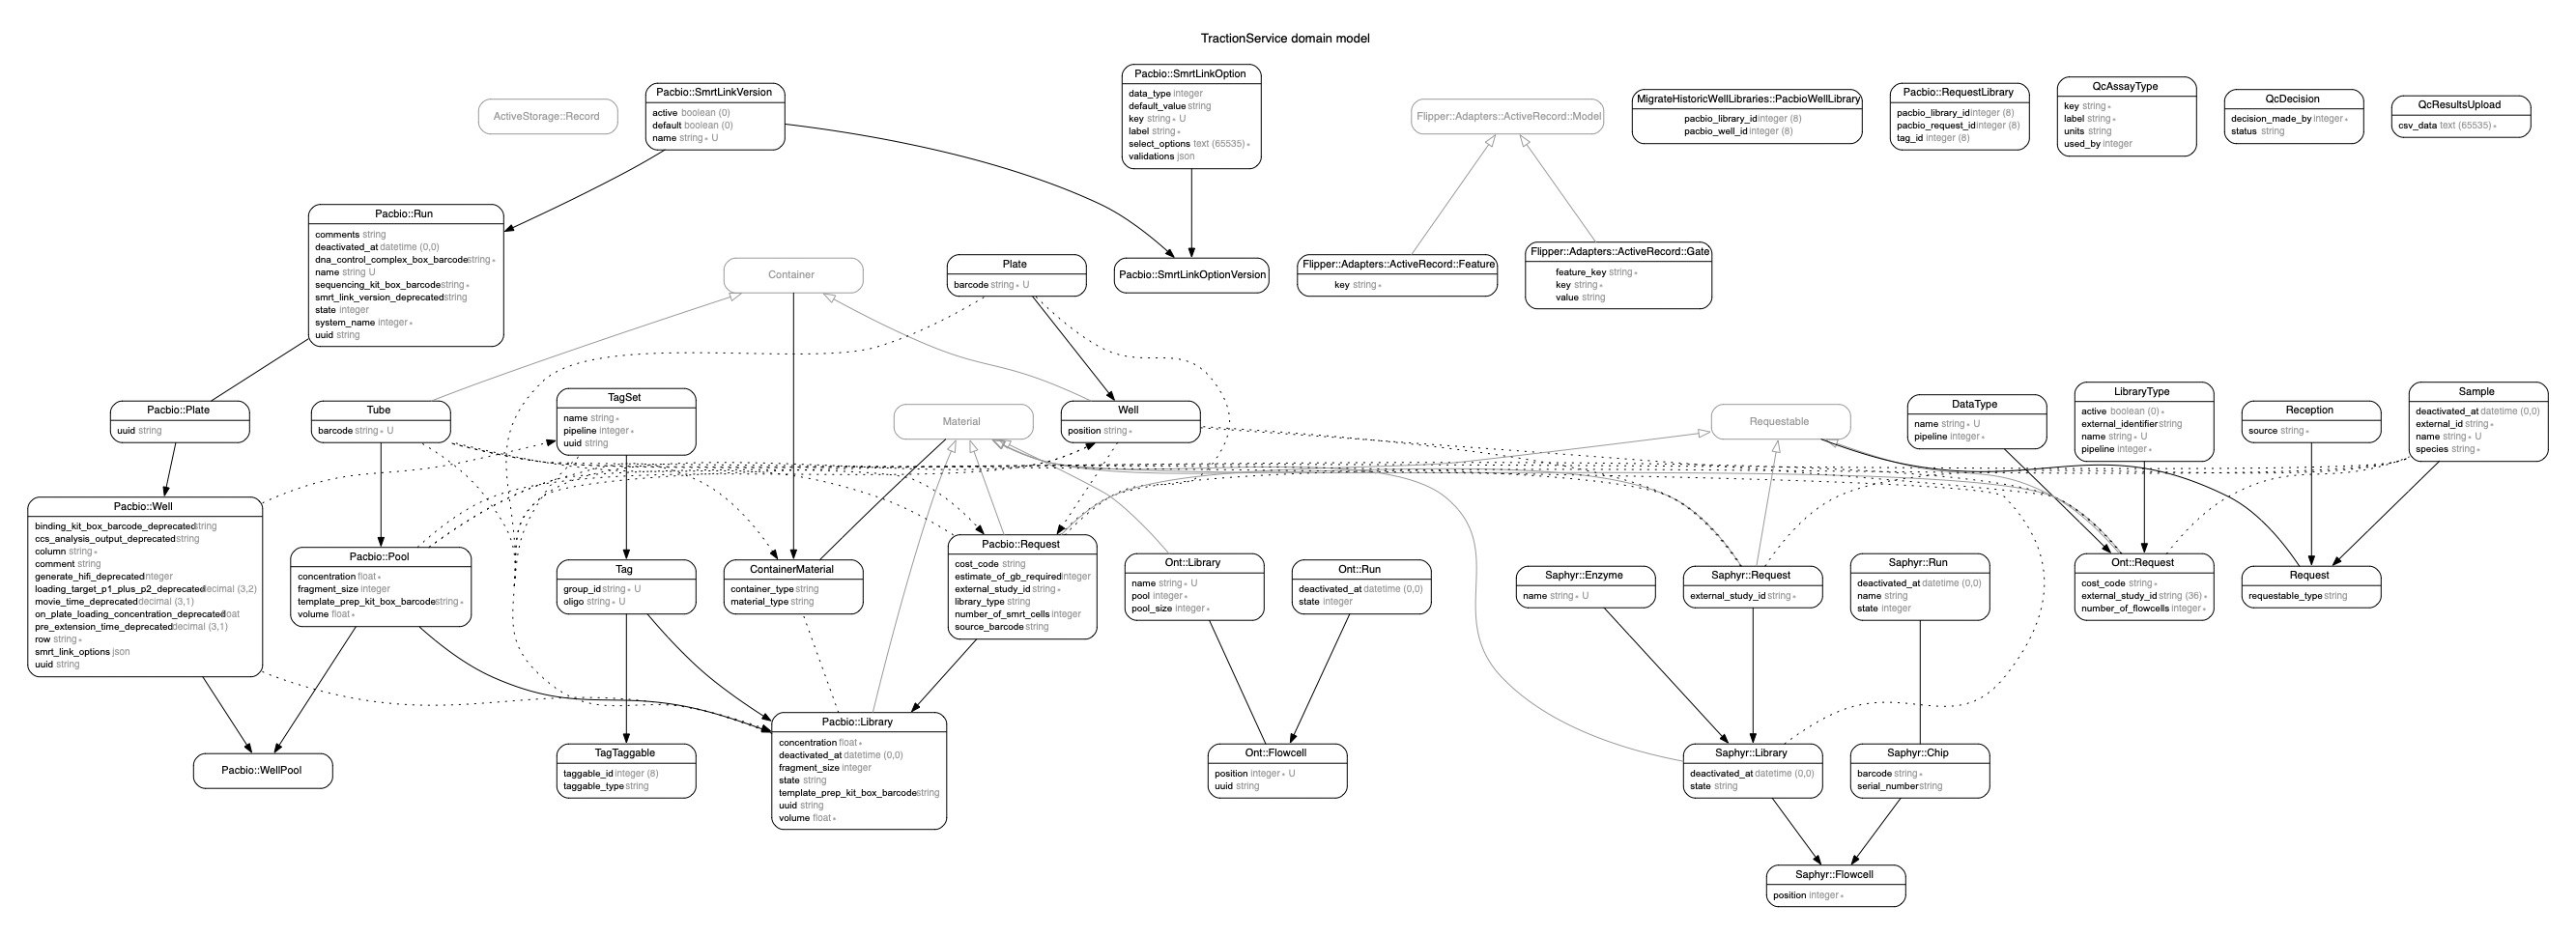 TractionService domain model
ActiveStorage::Record
Pacbio::SmrtLinkVersion
active boolean (0)
default boolean (0)
name string∗ U
Pacbio::SmrtLinkOption
data_type integer
default_value string
key string∗ U
label string∗
select_options text (65535)∗
validations json
Flipper::Adapters::ActiveRecord::Model
MigrateHistoricWellLibraries::PacbioWellLibrary
pacbio_library_id integer (8)
pacbio_well_id integer (8)
Pacbio::RequestLibrary
pacbio_library_id integer (8)
pacbio_request_id integer (8)
tag_id integer (8)
QcAssayType
key string∗
label string∗
units string
used_by integer
QcDecision
decision_made_by integer∗
status string
QcResultsUpload
csv_data text (65535)∗
Pacbio::Run
comments string
deactivated_at datetime (0,0)
dna_control_complex_box_barcode string∗
name string U
sequencing_kit_box_barcode string∗
smrt_link_version_deprecated string
state integer
system_name integer∗
uuid string
Container
Plate
barcode string∗ U
Pacbio::SmrtLinkOptionVersion
Flipper::Adapters::ActiveRecord::Feature
key string∗
Flipper::Adapters::ActiveRecord::Gate
feature_key string∗
key string∗
value string
Pacbio::Plate
uuid string
Tube
barcode string∗ U
TagSet
name string∗
pipeline integer∗
uuid string
Material
Well
position string∗
Requestable
DataType
name string∗ U
pipeline integer∗
LibraryType
active boolean (0)∗
external_identifier string
name string∗ U
pipeline integer∗
Reception
source string∗
Sample
deactivated_at datetime (0,0)
external_id string∗
name string∗ U
species string∗
Pacbio::Well
binding_kit_box_barcode_deprecated string
ccs_analysis_output_deprecated string
column string∗
comment string
generate_hifi_deprecated integer
loading_target_p1_plus_p2_deprecated decimal (3,2)
movie_time_deprecated decimal (3,1)
on_plate_loading_concentration_deprecated float
pre_extension_time_deprecated decimal (3,1)
row string∗
smrt_link_options json
uuid string
Pacbio::Pool
concentration float∗
fragment_size integer
template_prep_kit_box_barcode string∗
volume float∗
Tag
group_id string∗ U
oligo string∗ U
ContainerMaterial
container_type string
material_type string
Pacbio::Request
cost_code string
estimate_of_gb_required integer
external_study_id string∗
library_type string
number_of_smrt_cells integer
source_barcode string
Ont::Library
name string∗ U
pool integer∗
pool_size integer∗
Ont::Run
deactivated_at datetime (0,0)
state integer
Saphyr::Enzyme
name string∗ U
Saphyr::Request
external_study_id string∗
Saphyr::Run
deactivated_at datetime (0,0)
name string
state integer
Ont::Request
cost_code string∗
external_study_id string (36)∗
number_of_flowcells integer∗
Request
requestable_type string
Pacbio::WellPool
TagTaggable
taggable_id integer (8)
taggable_type string
Pacbio::Library
concentration float∗
deactivated_at datetime (0,0)
fragment_size integer
state string
template_prep_kit_box_barcode string
uuid string
volume float∗
Ont::Flowcell
position integer∗ U
uuid string
Saphyr::Library
deactivated_at datetime (0,0)
state string
Saphyr::Chip
barcode string∗
serial_number string
Saphyr::Flowcell
position integer∗